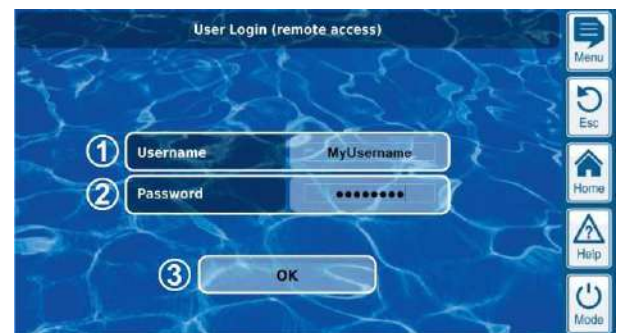 User Login (remote access)
Menu
Esc
① Username MyUsername
② Password ••••••••
Home
Help
③ OK
Mode